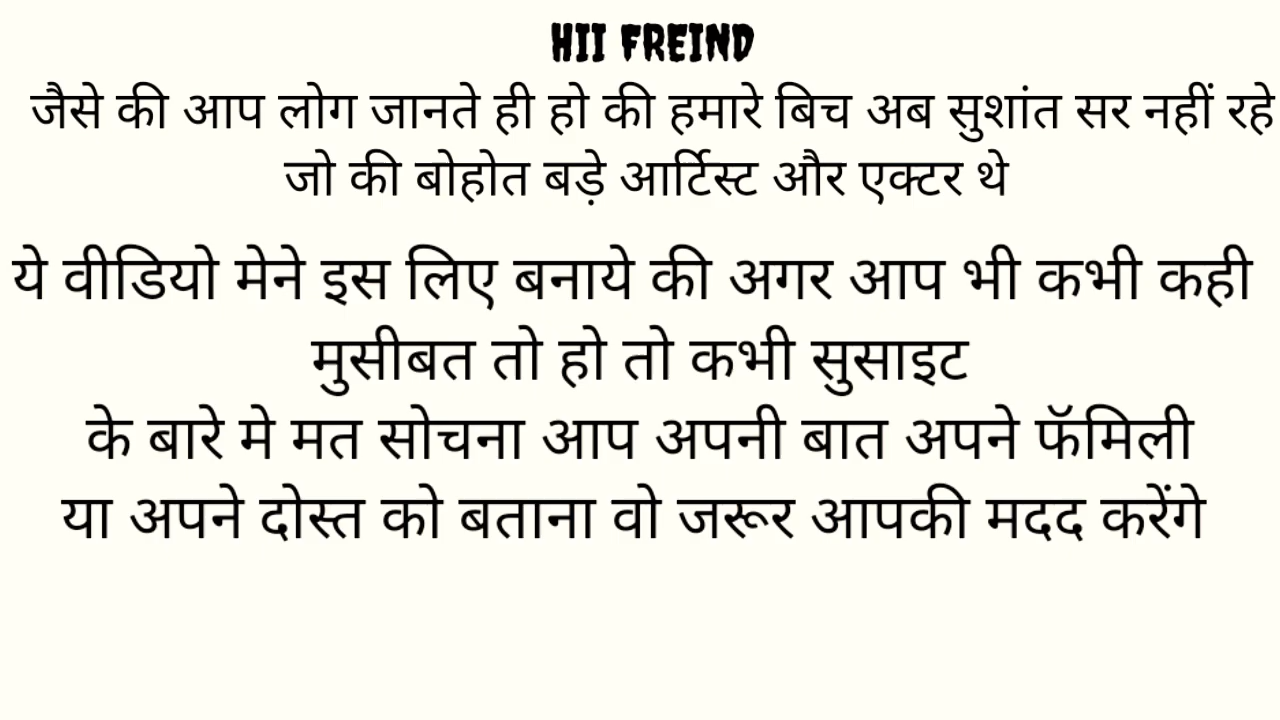 HII FREIND
जैसे की आप लोग जानते ही हो की हमारे बिच अब सुशांत सर नहीं रहे
जो की बोहोत बड़े आर्टिस्ट और एक्टर थे
ये वीडियो मेने इस लिए बनाये की अगर आप भी कभी कही
मुसीबत तो हो तो कभी सुसाइट
के बारे मे मत सोचना आप अपनी बात अपने फॅमिली
या अपने दोस्त को बताना वो जरूर आपकी मदद करेंगे